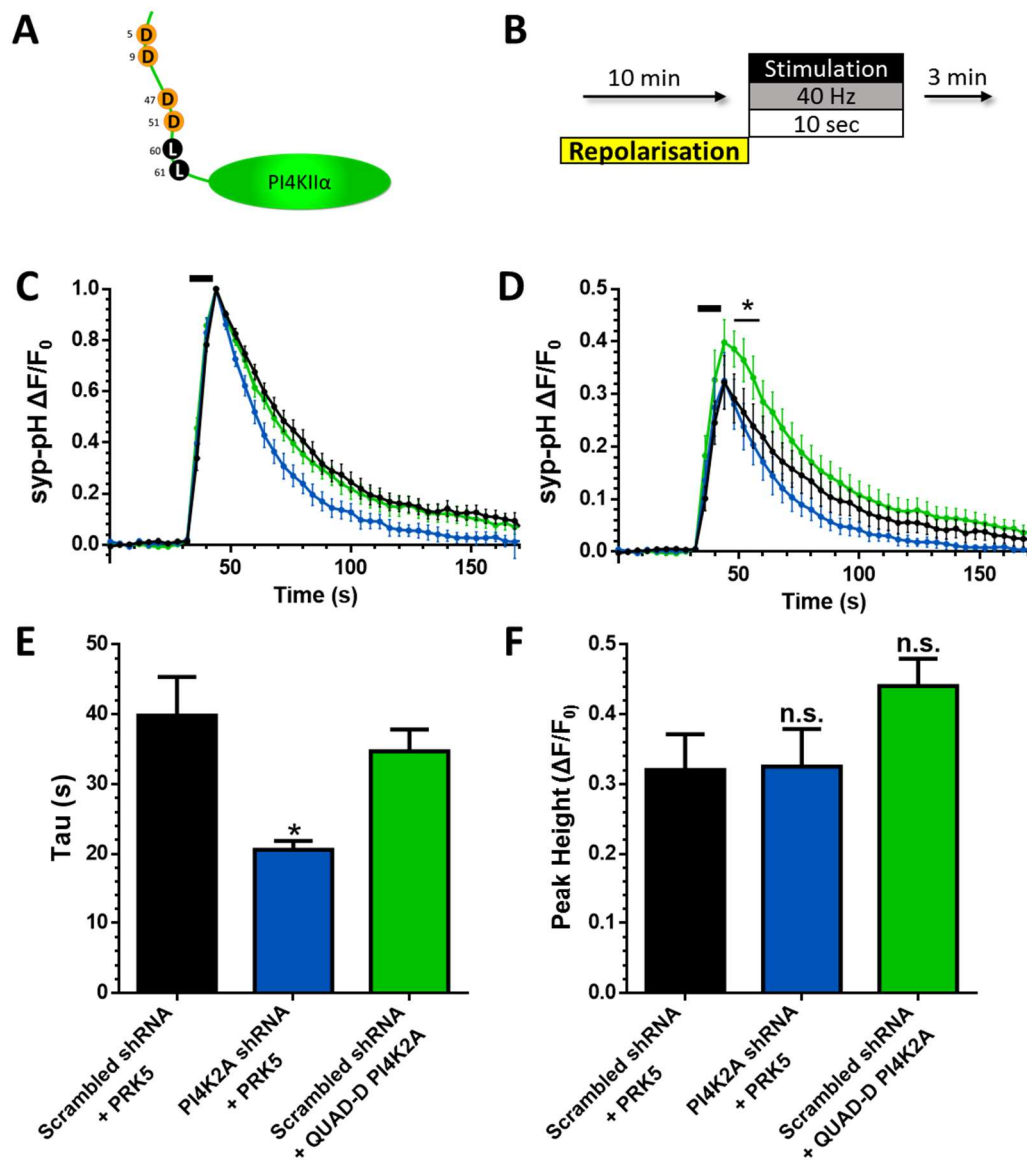 A
5 D
9 D
47 D
51 D
60 L
61 L
PI4KIIα
B
10 min
Stimulation
40 Hz
10 sec
3 min
Repolarisation
C
syp-pH ΔF/F0
1.0
0.8
0.6
0.4
0.2
0.0
50
100
150
Time (s)
D
syp-pH ΔF/F0
0.5
0.4
0.3
0.2
0.1
0.0
*
50
100
150
Time (s)
E
Tau (s)
50
40
30
20
10
0
*
Scrambled shRNA
+ PRK5
PI4K2A shRNA
+ PRK5
Scrambled shRNA
+ QUAD-D PI4K2A
F
Peak Height (ΔF/F0)
0.5
0.4
0.3
0.2
0.1
0.0
n.s.
n.s.
Scrambled shRNA
+ PRK5
PI4K2A shRNA
+ PRK5
Scrambled shRNA
+ QUAD-D PI4K2A